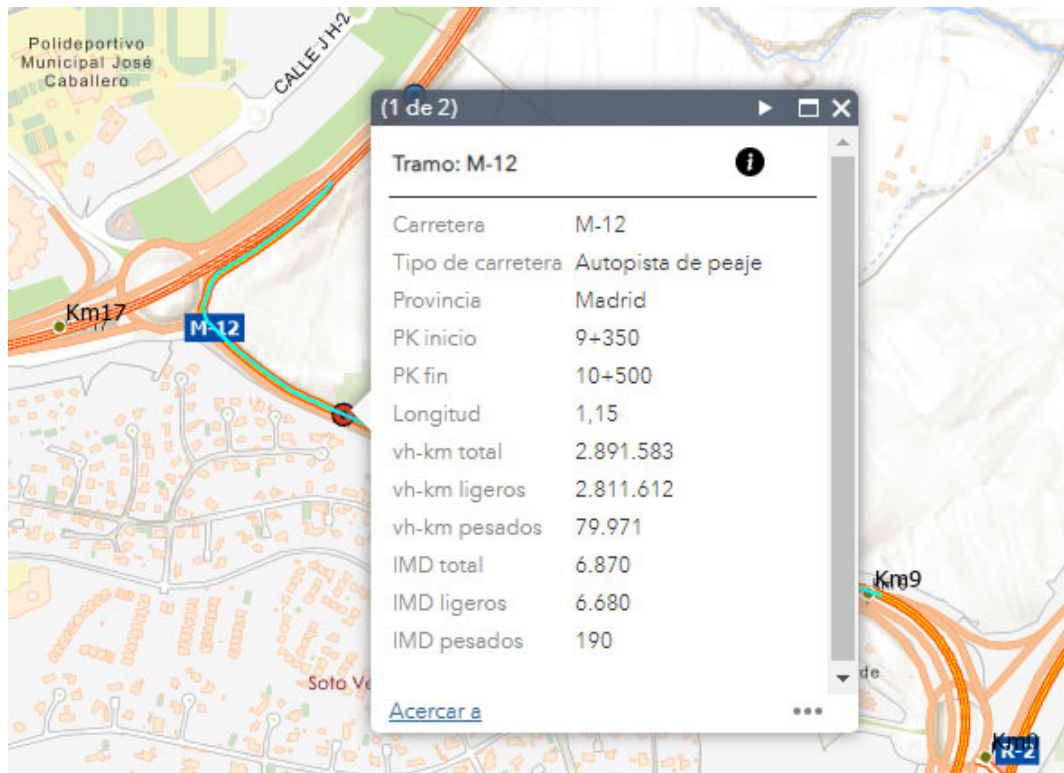 Polideportivo
Municipal José
Caballero
CALLE J H-2
(1 de 2)
Tramo: M-12
Carretera M-12
Tipo de carretera Autopista de peaje
Provincia Madrid
PK inicio 9+350
PK fin 10+500
Longitud 1,15
vh-km total 2.891.583
vh-km ligeros 2.811.612
vh-km pesados 79.971
IMD total 6.870
IMD ligeros 6.680
IMD pesados 190
Acercar a
Km17
M-12
Soto
Km9
de
R-2